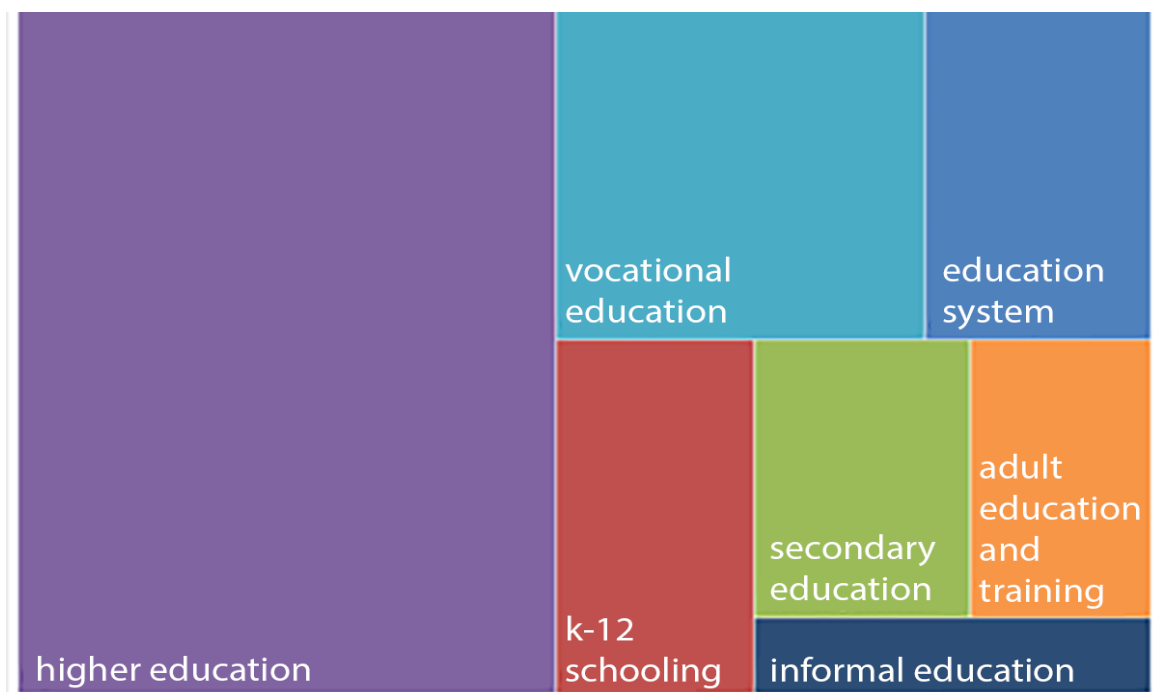 vocational
education
education
system
adult
education
and
training
secondary
education
k-12
schooling
higher education
informal education